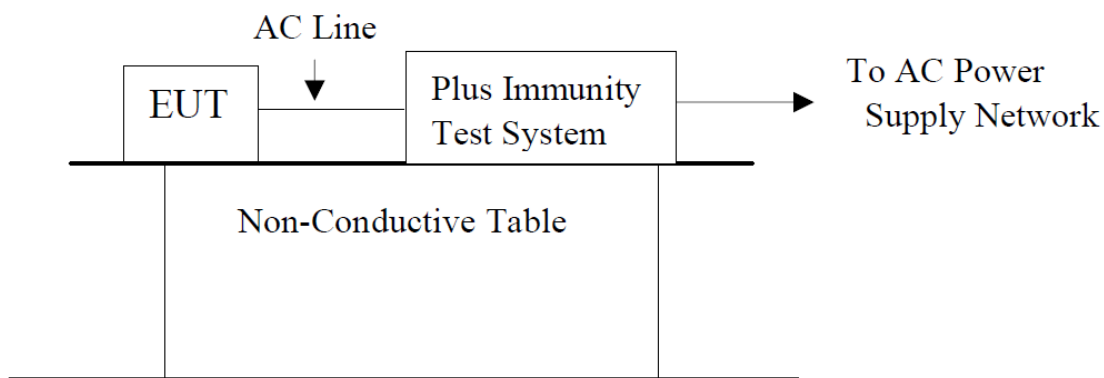 AC Line
EUT
Plus Immunity
Test System
To AC Power
Supply Network
Non-Conductive Table